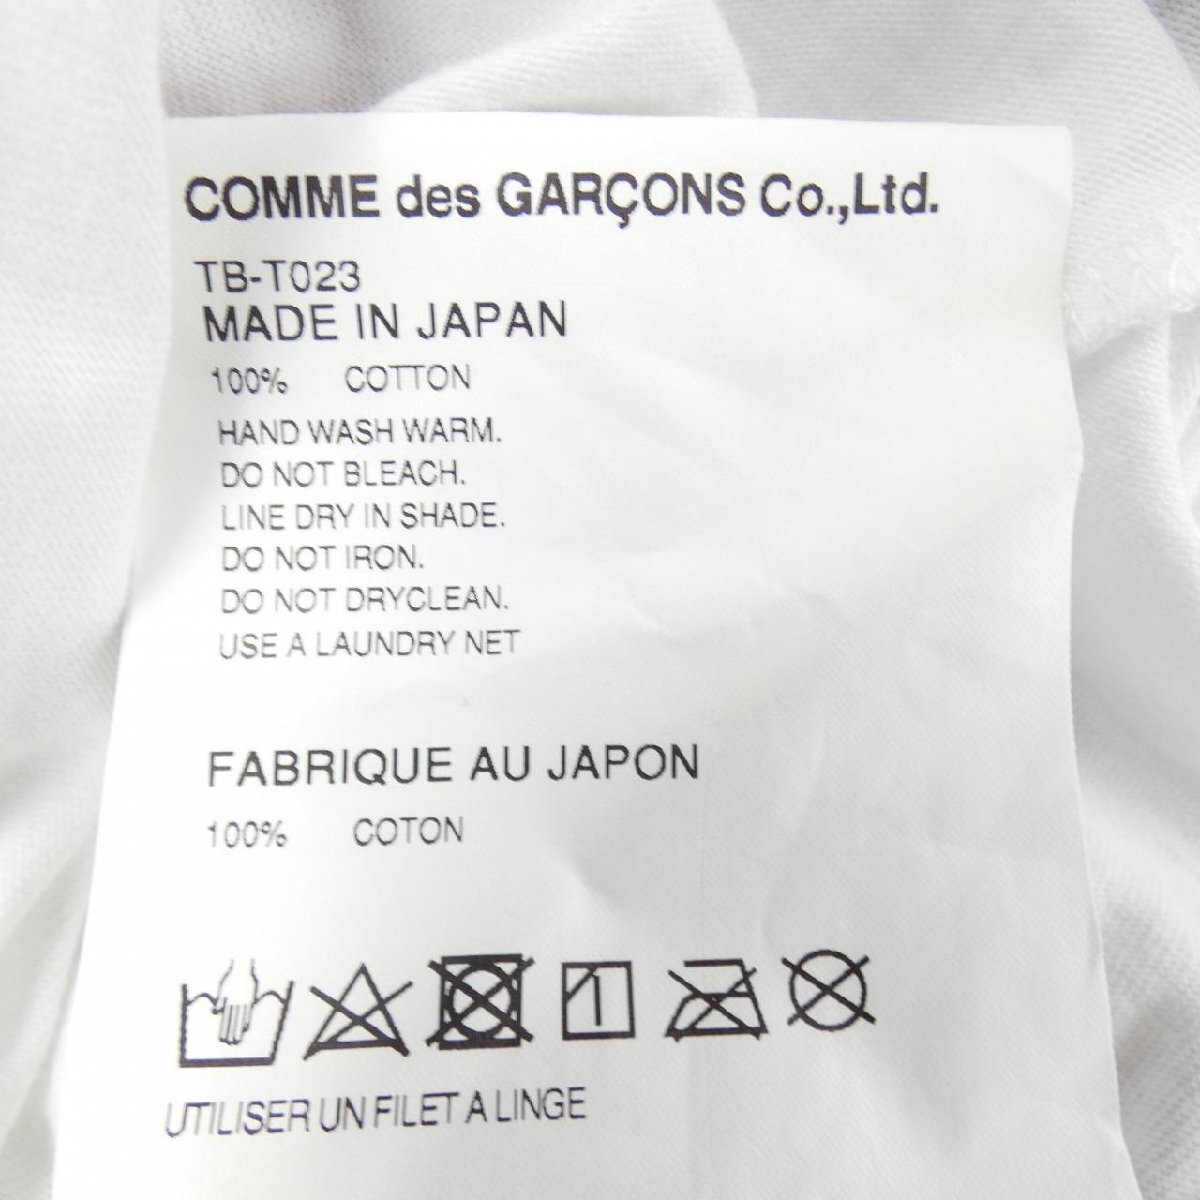 COMME des GARÇONS Co.,Ltd.
TB-T023
MADE IN JAPAN
100% COTTON
HAND WASH WARM.
DO NOT BLEACH.
LINE DRY IN SHADE.
DO NOT IRON.
DO NOT DRYCLEAN.
USE A LAUNDRY NET
FABRIQUE AU JAPON
100% COTON
UTILISER UN FILET A LINGE